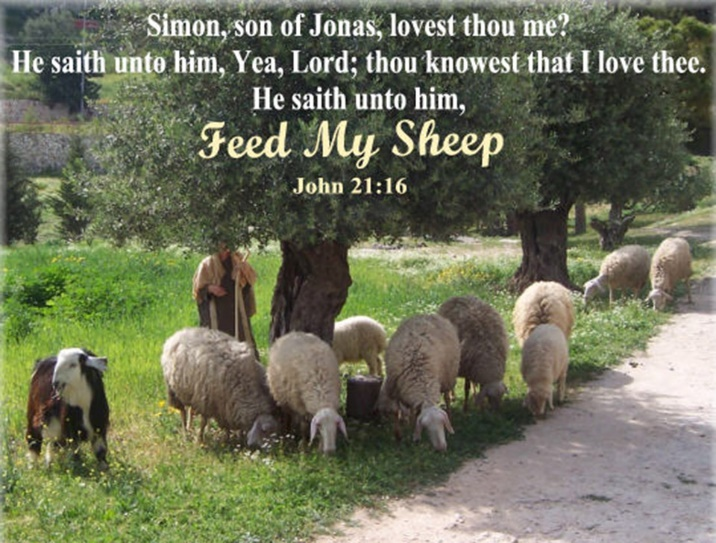 Simon, son of Jonas, lovest thou me?
He saith unto him, Yea, Lord; thou knowest that I love thee.
He saith unto him,
Feed My Sheep
John 21:16